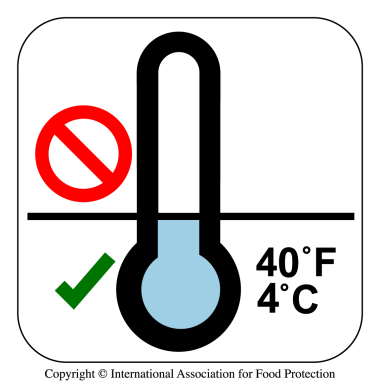 40˚F
4˚C
Copyright © International Association for Food Protection